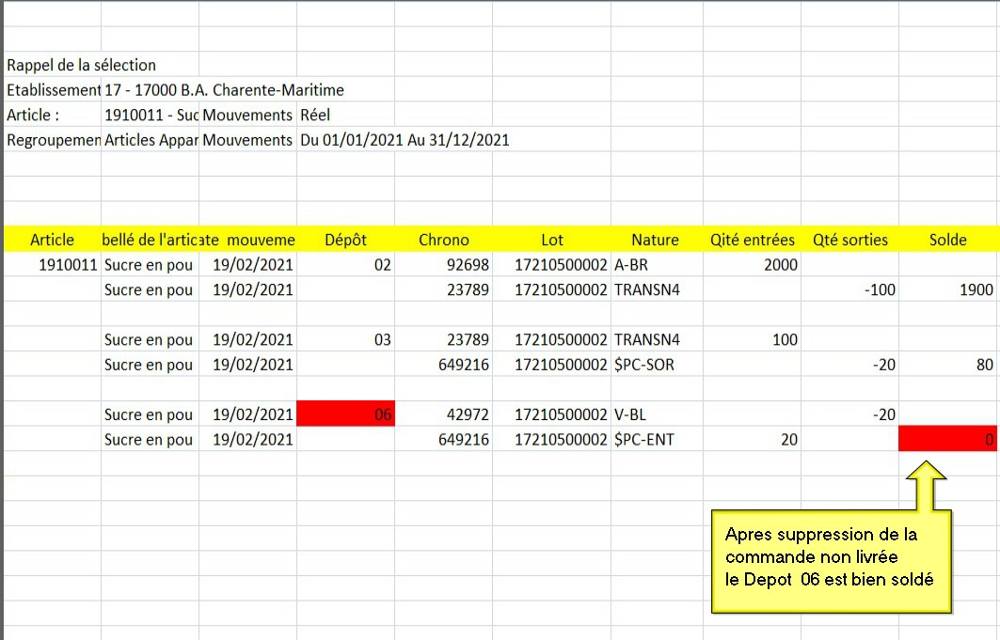 Rappel de la sélection
Etablissement 17 - 17000 B.A. Charente-Maritime
Article : 1910011 - Suc Mouvements Réel
Regroupemen Articles Appar Mouvements Du 01/01/2021 Au 31/12/2021
Article bellé de l'artic ate mouveme Dépôt Chrono Lot Nature Qité entrées Qté sorties Solde
1910011 Sucre en pou 19/02/2021 02 92698 17210500002 A-BR 2000
Sucre en pou 19/02/2021 23789 17210500002 TRANSN4 -100 1900
Sucre en pou 19/02/2021 03 23789 17210500002 TRANSN4 100
Sucre en pou 19/02/2021 649216 17210500002 $PC-SOR -20 80
Sucre en pou 19/02/2021 06 42972 17210500002 V-BL -20
Sucre en pou 19/02/2021 649216 17210500002 $PC-ENT 20 0
Apres suppression de la
commande non livrée
le Depot 06 est bien soldé